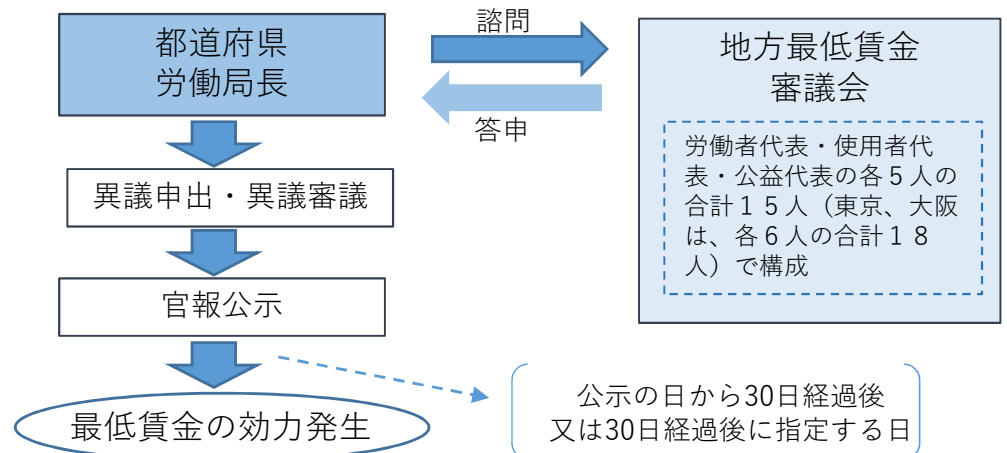 都道府県
労働局長
諮問
答申
地方最低賃金
審議会
労働者代表・使用者代
表・公益代表の各５人の
合計１５人（東京、大阪
は、各６人の合計１８
人）で構成
異議申出・異議審議
官報公示
最低賃金の効力発生
公示の日から30日経過後
又は30日経過後に指定する日